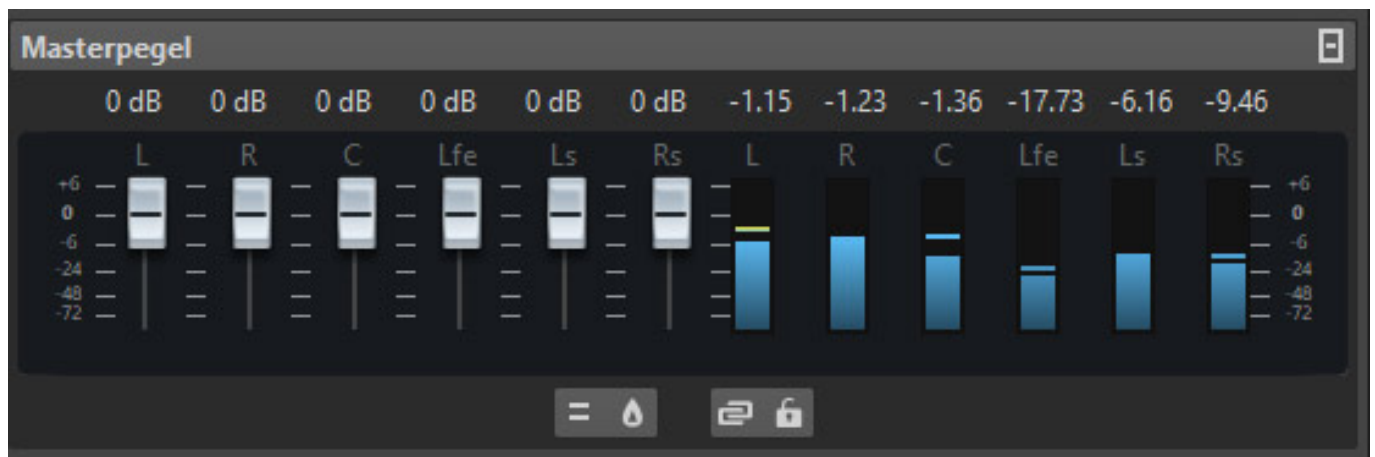 Masterpegel
0 dB 0 dB 0 dB 0 dB 0 dB 0 dB -1.15 -1.23 -1.36 -17.73 -6.16 -9.46
L R C Lfe Ls Rs L R C Lfe Ls Rs
+6 +6
0 0
-6 -6
-24 -24
-48 -48
-72 -72